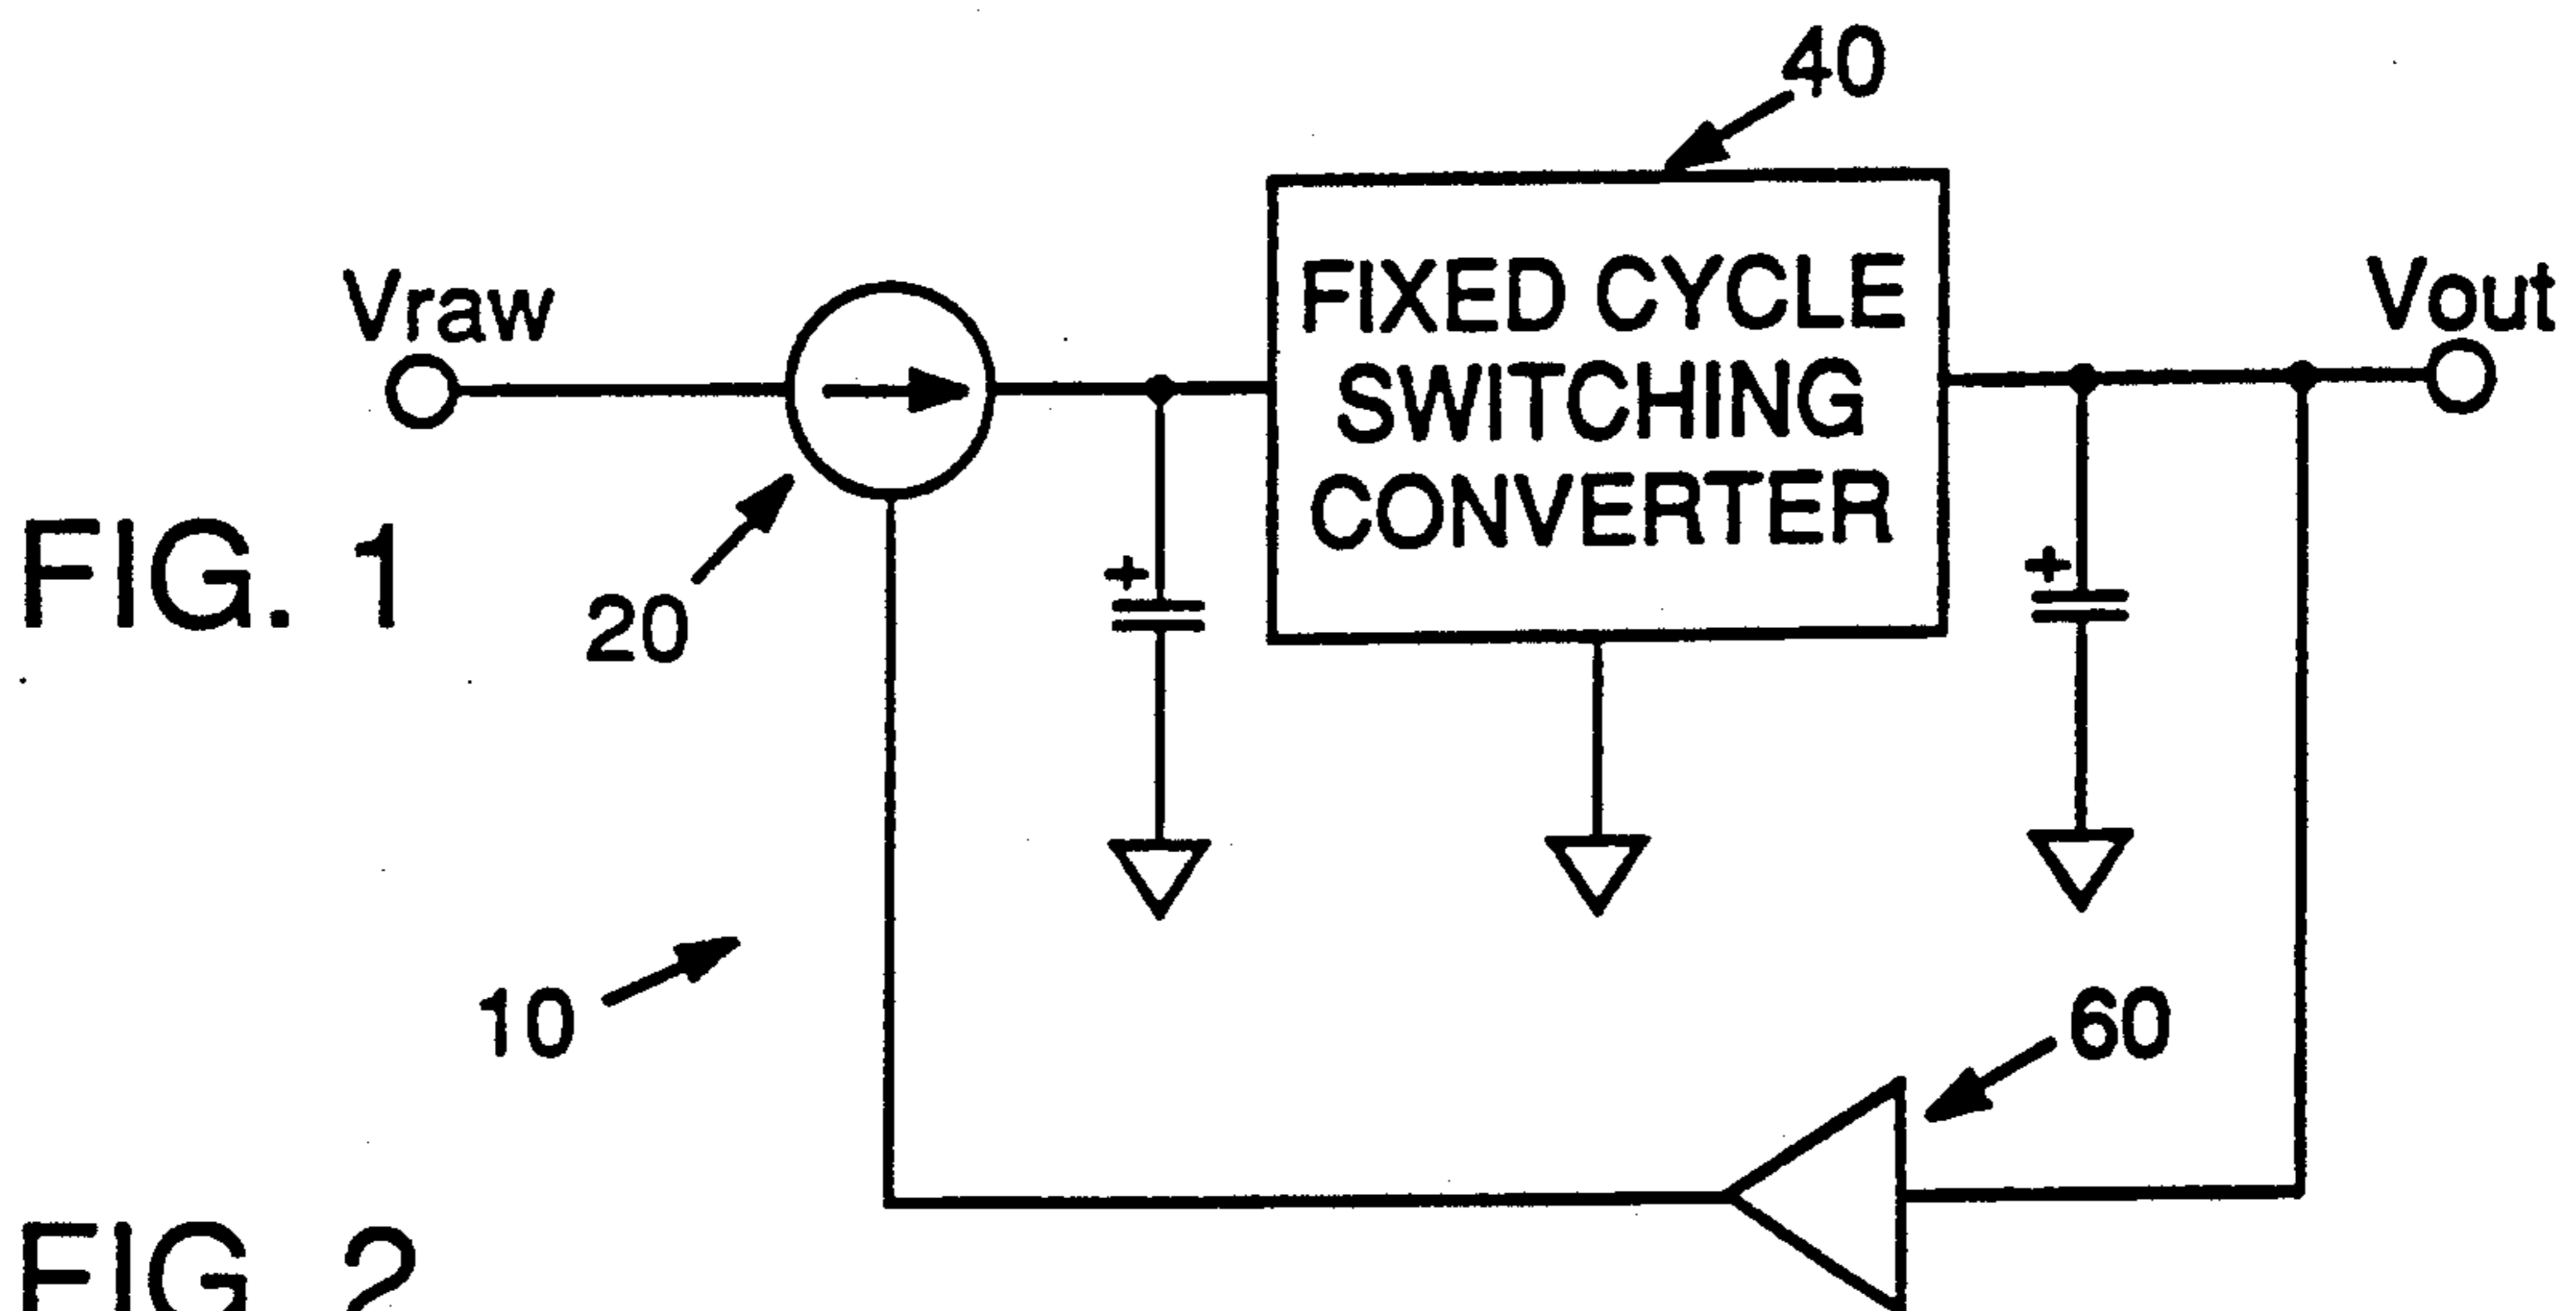 40
Vraw
FIXED CYCLE
SWITCHING
CONVERTER
Vout
FIG. 1
20
+
+
10
60
FIG. 2